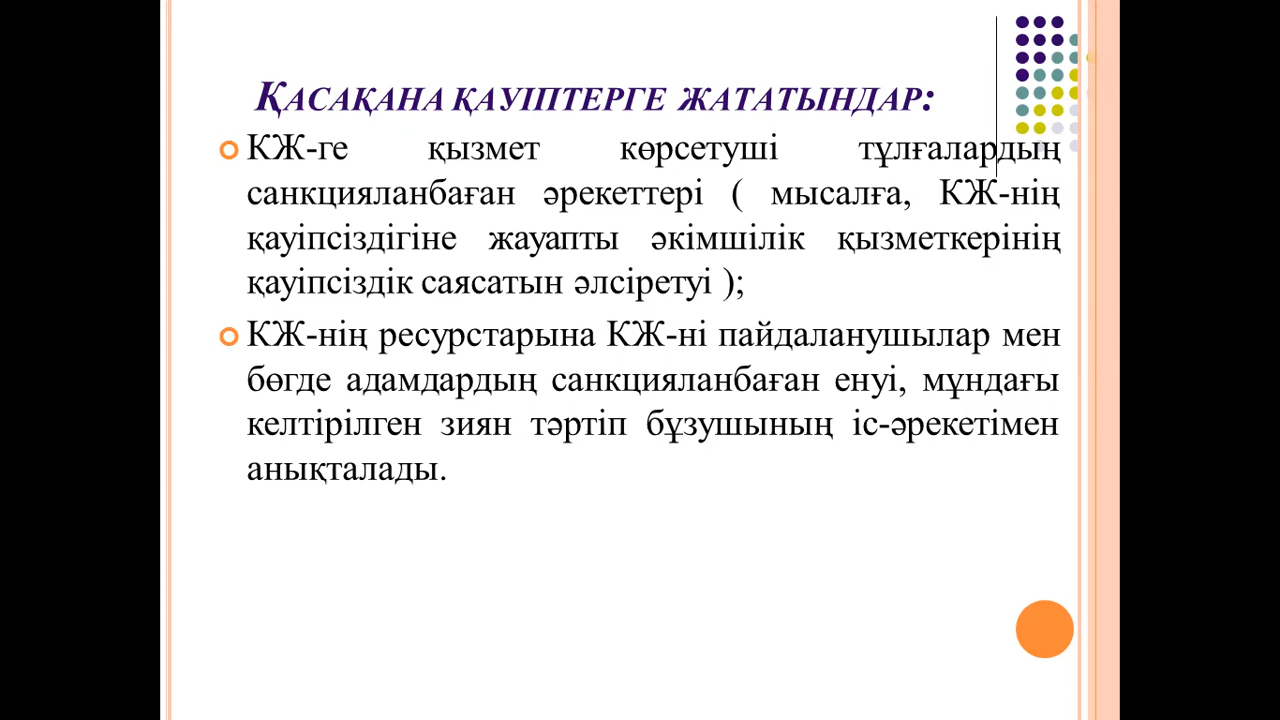 ҚАСАҚАНА ҚАУІПТЕРГЕ ЖАТАТЫНДАР:
КЖ-ге қызмет көрсетуші тұлғалардың
санкцияланбаған әрекеттері ( мысалға, КЖ-нің
қауіпсіздігіне жауапты әкімшілік қызметкерінің
қауіпсіздік саясатын әлсіретуі );
КЖ-нің ресурстарына КЖ-ні пайдаланушылар мен
бөгде адамдардың санкцияланбаған енуі, мұндағы
келтірілген зиян тәртіп бұзушының іс-әрекетімен
анықталады.